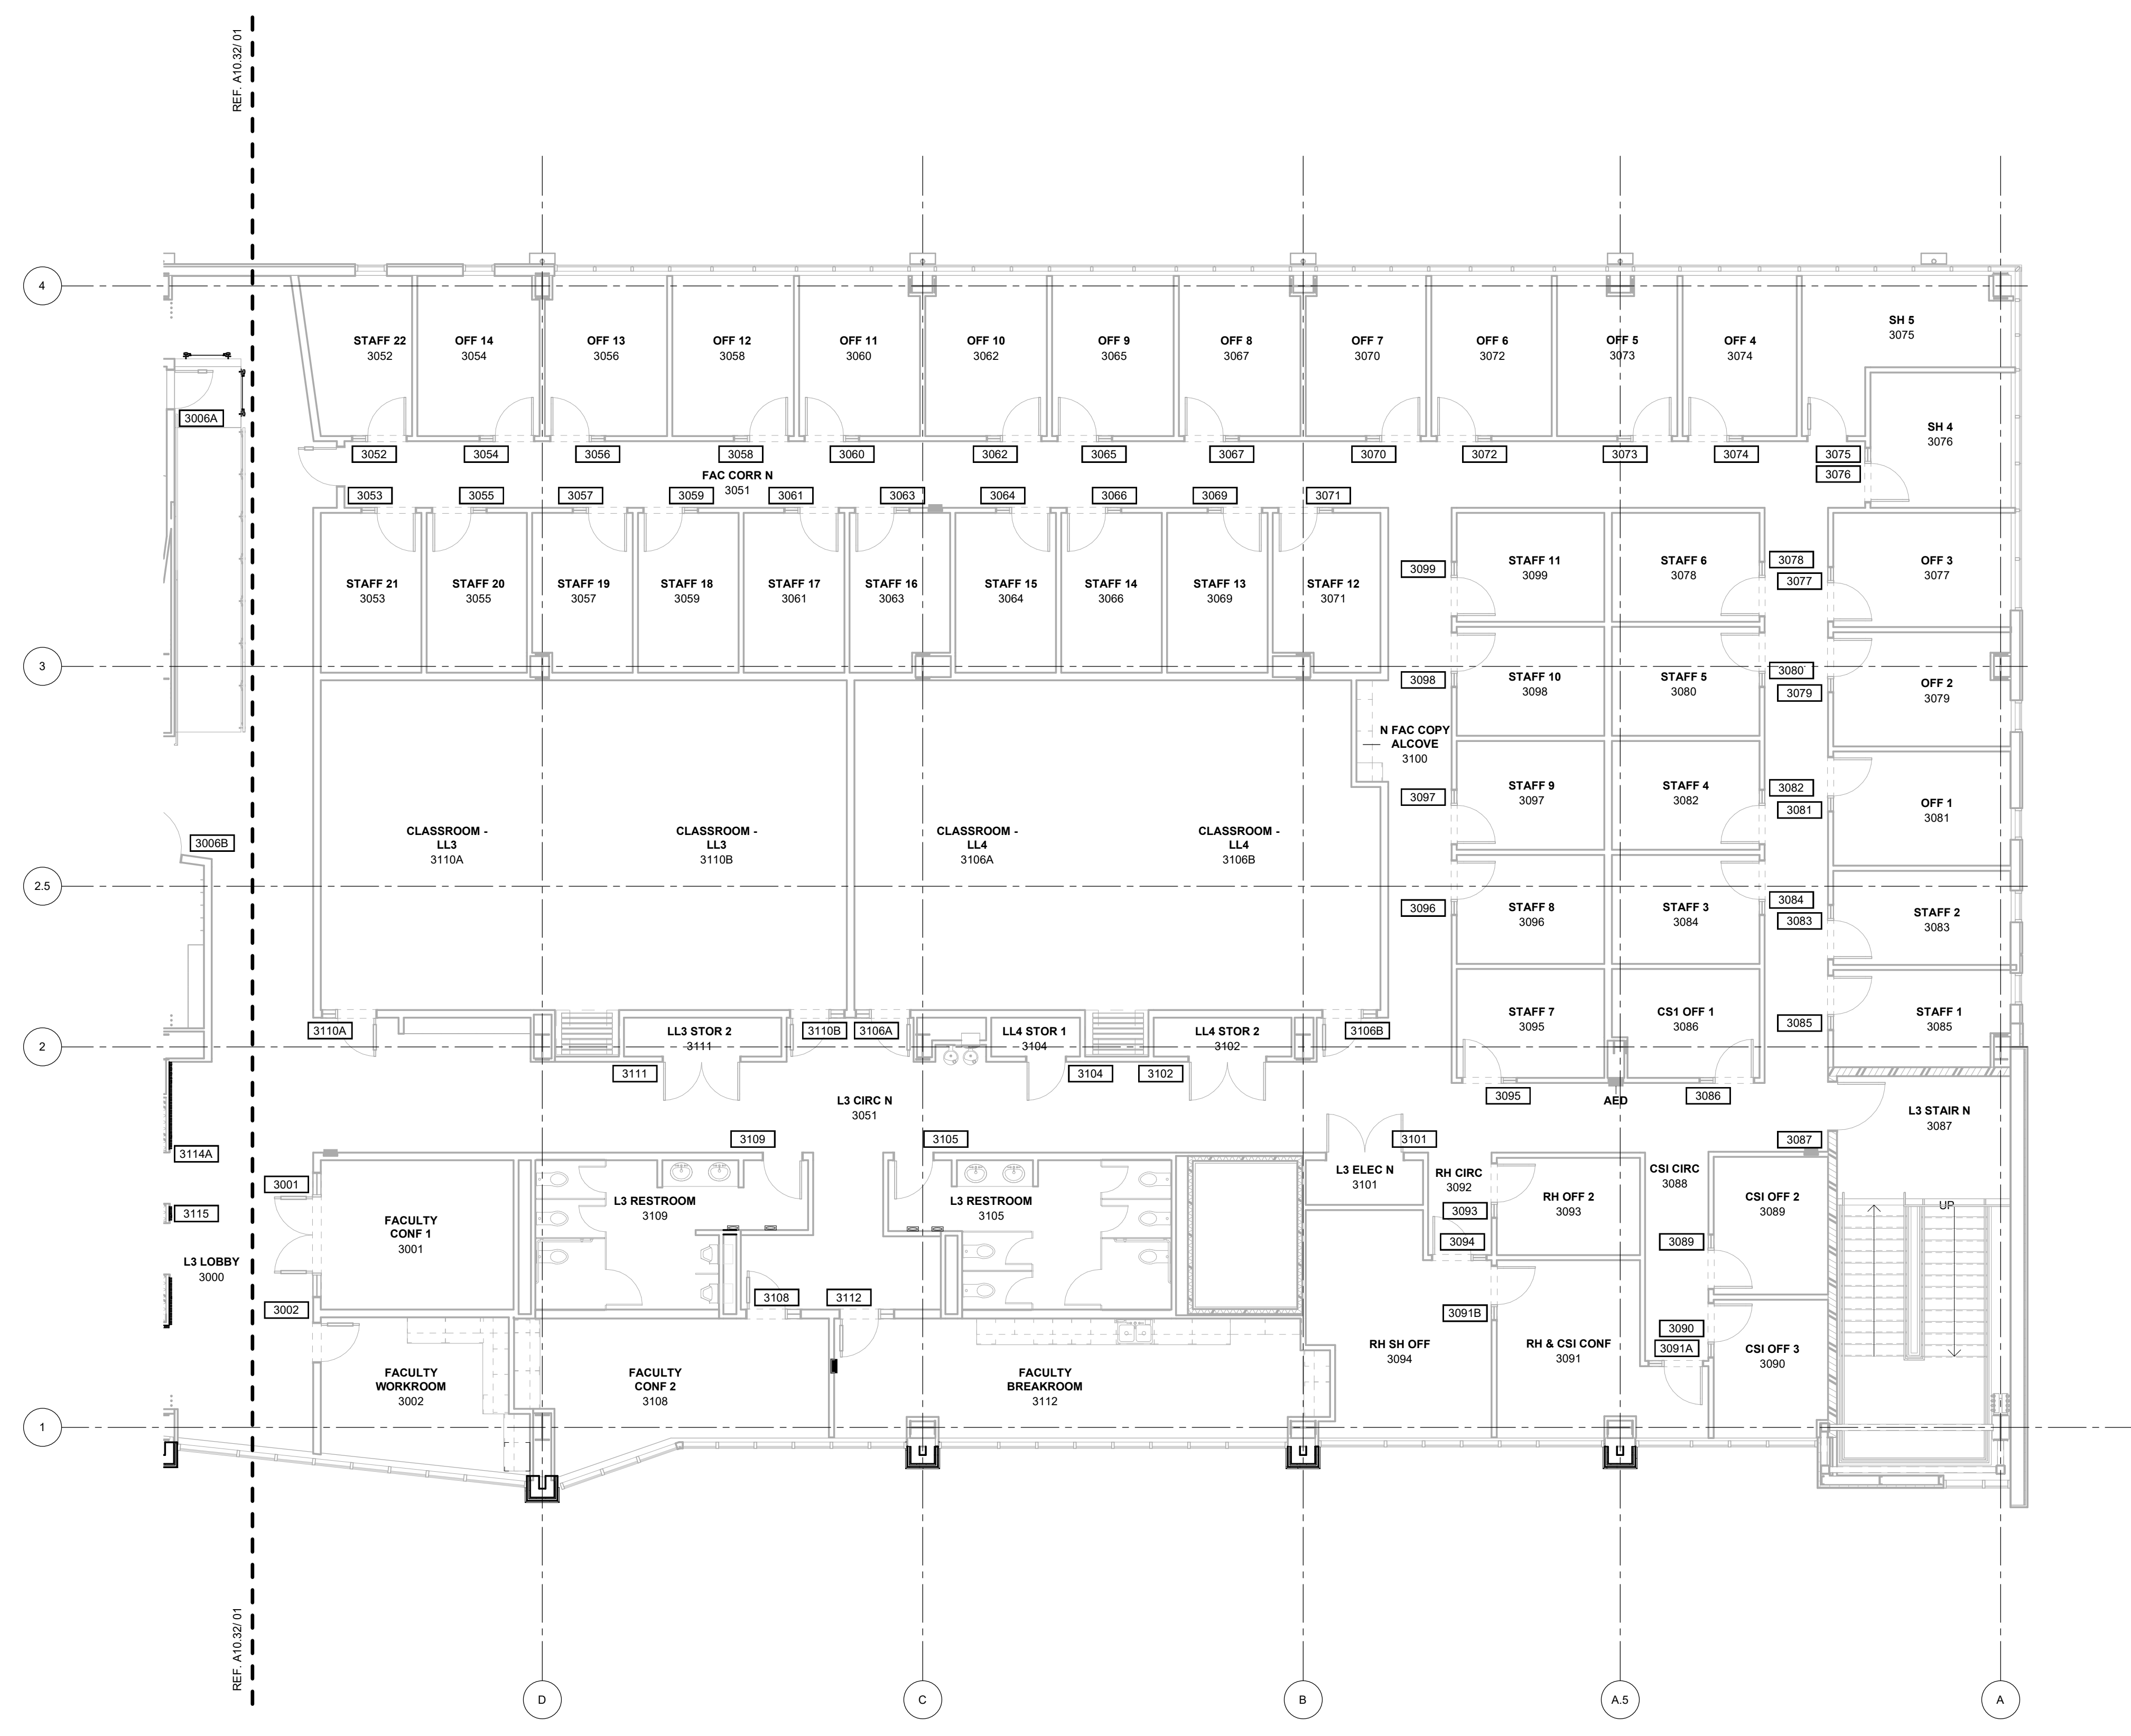 REF. A10.32/ 01
4
STAFF 22
3052
OFF 14
3054
OFF 13
3056
OFF 12
3058
OFF 11
3060
OFF 10
3062
OFF 9
3065
OFF 8
3067
OFF 7
3070
OFF 6
3072
OFF 5
3073
OFF 4
3074
SH 5
3075
3006A
SH 4
3076
3052
3054
3056
3058
3060
3062
3065
3067
3070
3072
3073
3074
3075
3076
FAC CORR N
3051
3053
3055
3057
3059
3061
3063
3064
3066
3069
3071
STAFF 21
3053
STAFF 20
3055
STAFF 19
3057
STAFF 18
3059
STAFF 17
3061
STAFF 16
3063
STAFF 15
3064
STAFF 14
3066
STAFF 13
3069
STAFF 12
3071
3099
STAFF 11
3099
STAFF 6
3078
3078
3077
OFF 3
3077
3
3098
STAFF 10
3098
STAFF 5
3080
3080
3079
OFF 2
3079
N FAC COPY
ALCOVE
3100
3097
STAFF 9
3097
STAFF 4
3082
3082
3081
OFF 1
3081
3006B
CLASSROOM -
LL3
3110A
CLASSROOM -
LL3
3110B
CLASSROOM -
LL4
3106A
CLASSROOM -
LL4
3106B
2.5
3096
STAFF 8
3096
STAFF 3
3084
3084
3083
STAFF 2
3083
3110A
LL3 STOR 2
3111
3110B
3106A
LL4 STOR 1
3104
LL4 STOR 2
3102
3106B
STAFF 7
3095
CS1 OFF 1
3086
3085
STAFF 1
3085
2
3111
3104
3102
3095
AED
3086
L3 CIRC N
3051
L3 STAIR N
3087
3114A
3109
3105
3101
3087
3001
3115
L3 LOBBY
3000
3002
FACULTY
CONF 1
3001
L3 RESTROOM
3109
L3 RESTROOM
3105
L3 ELEC N
3101
RH CIRC
3092
3093
3094
RH OFF 2
3093
CSI CIRC
3088
CSI OFF 2
3089
3089
UP
3108
3112
3091B
3090
3091A
FACULTY
WORKROOM
3002
FACULTY
CONF 2
3108
FACULTY
BREAKROOM
3112
RH SH OFF
3094
RH & CSI CONF
3091
CSI OFF 3
3090
1
REF. A10.32/ 01
D
C
B
A.5
A